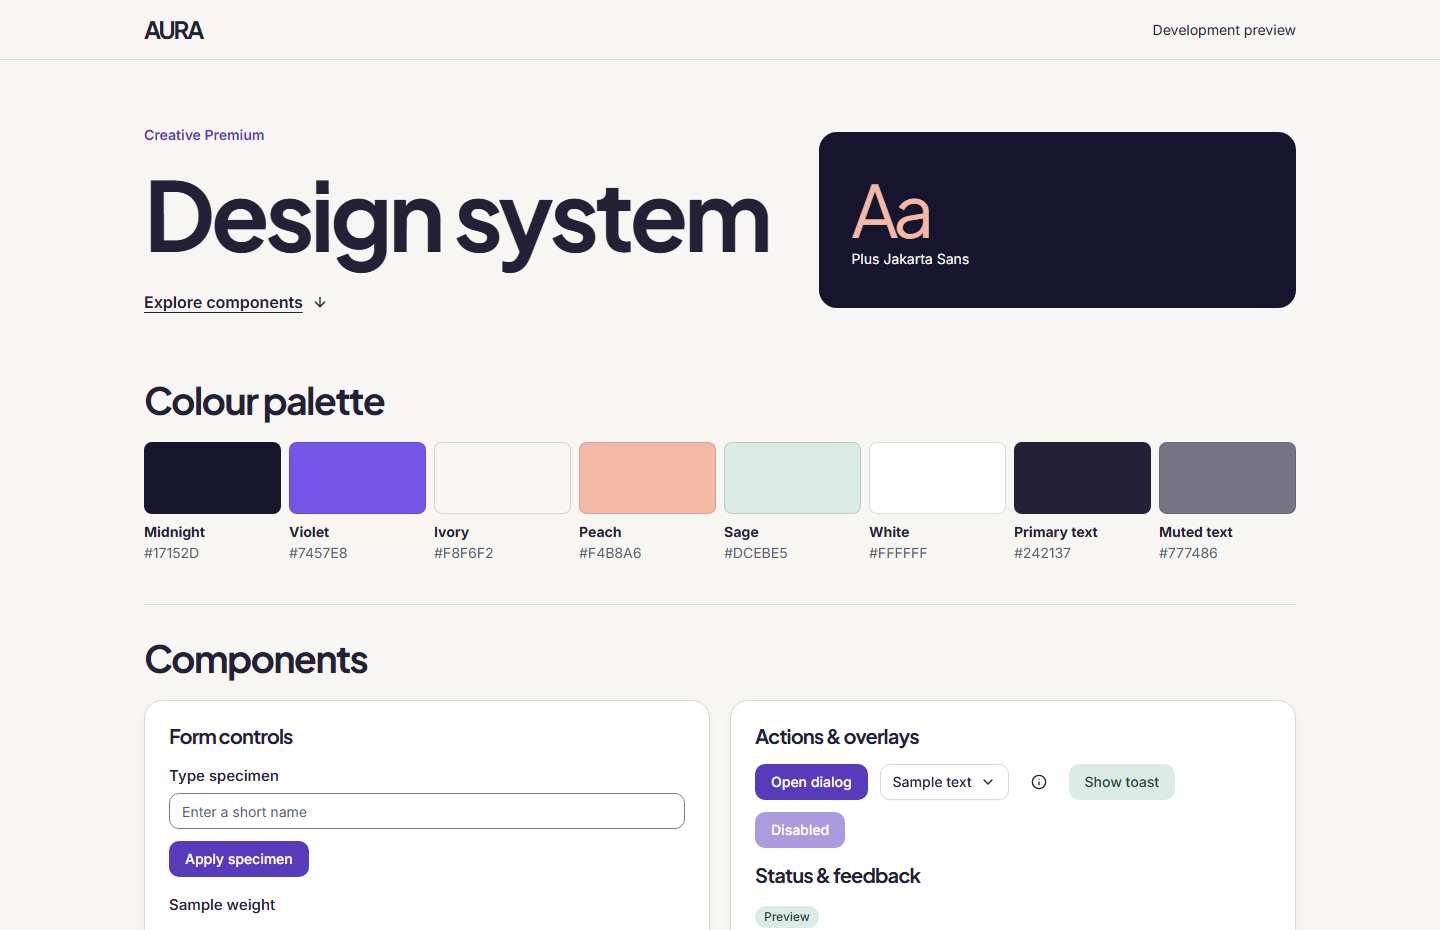 AURA
Development preview
Creative Premium
Design system
Explore components
Aa
Plus Jakarta Sans
Colour palette
Midnight
#17152D
Violet
#7457E8
Ivory
#F8F6F2
Peach
#F4B8A6
Sage
#DCEBE5
White
#FFFFFF
Primary text
#242137
Muted text
#777486
Components
Form controls
Type specimen
Enter a short name
Apply specimen
Sample weight
Actions & overlays
Open dialog
Sample text
Show toast
Disabled
Status & feedback
Preview